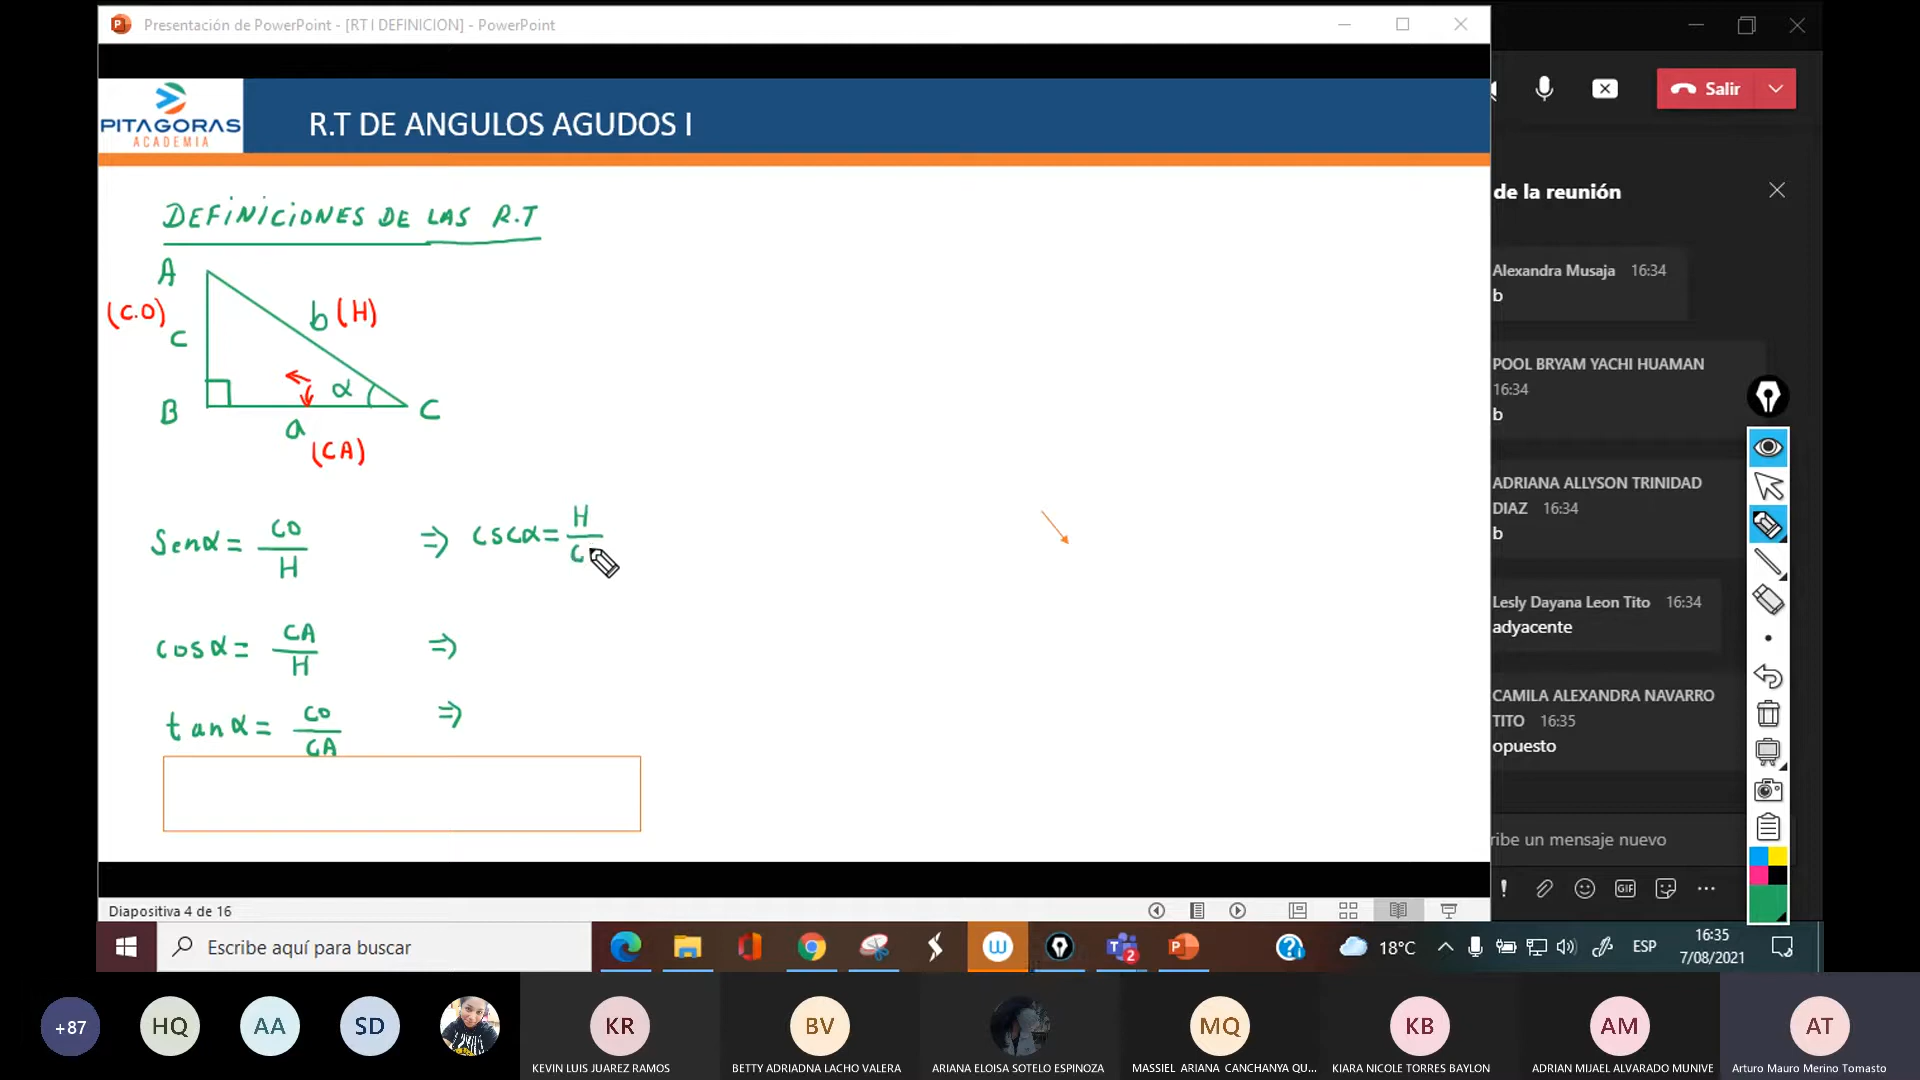 Presentación de PowerPoint - [RT I DEFINICION] - PowerPoint
PITAGORAS
ACADEMIA
R.T DE ANGULOS AGUDOS I
DEFINICIONES DE LAS R.T
A
(C.O)
C
b (H)
B
α
C
a
(CA)
Senα = CO/H ⇒ cscα = H/C
cosα = CA/H ⇒
tanα = CO/CA ⇒
Diapositiva 4 de 16
Salir
de la reunión
Alexandra Musaja 16:34
b
POOL BRYAM YACHI HUAMAN
16:34
b
ADRIANA ALLYSON TRINIDAD
DIAZ 16:34
b
Lesly Dayana Leon Tito 16:34
adyacente
CAMILA ALEXANDRA NAVARRO
TITO 16:35
opuesto
ribe un mensaje nuevo
GIF
Escribe aquí para buscar
W
2
18°C
ESP
16:35
7/08/2021
+87
HQ
AA
SD
KR
BV
MQ
KB
AM
AT
KEVIN LUIS JUAREZ RAMOS
BETTY ADRIADNA LACHO VALERA
ARIANA ELOISA SOTELO ESPINOZA
MASSIEL ARIANA CANCHANYA QU...
KIARA NICOLE TORRES BAYLON
ADRIAN MIJAEL ALVARADO MUNIVE
Arturo Mauro Merino Tomasto